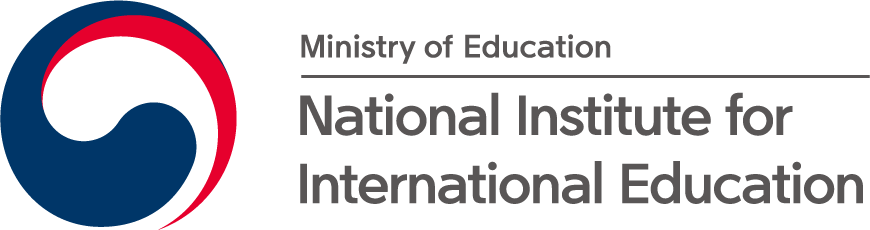 Ministry of Education
National Institute for
International Education